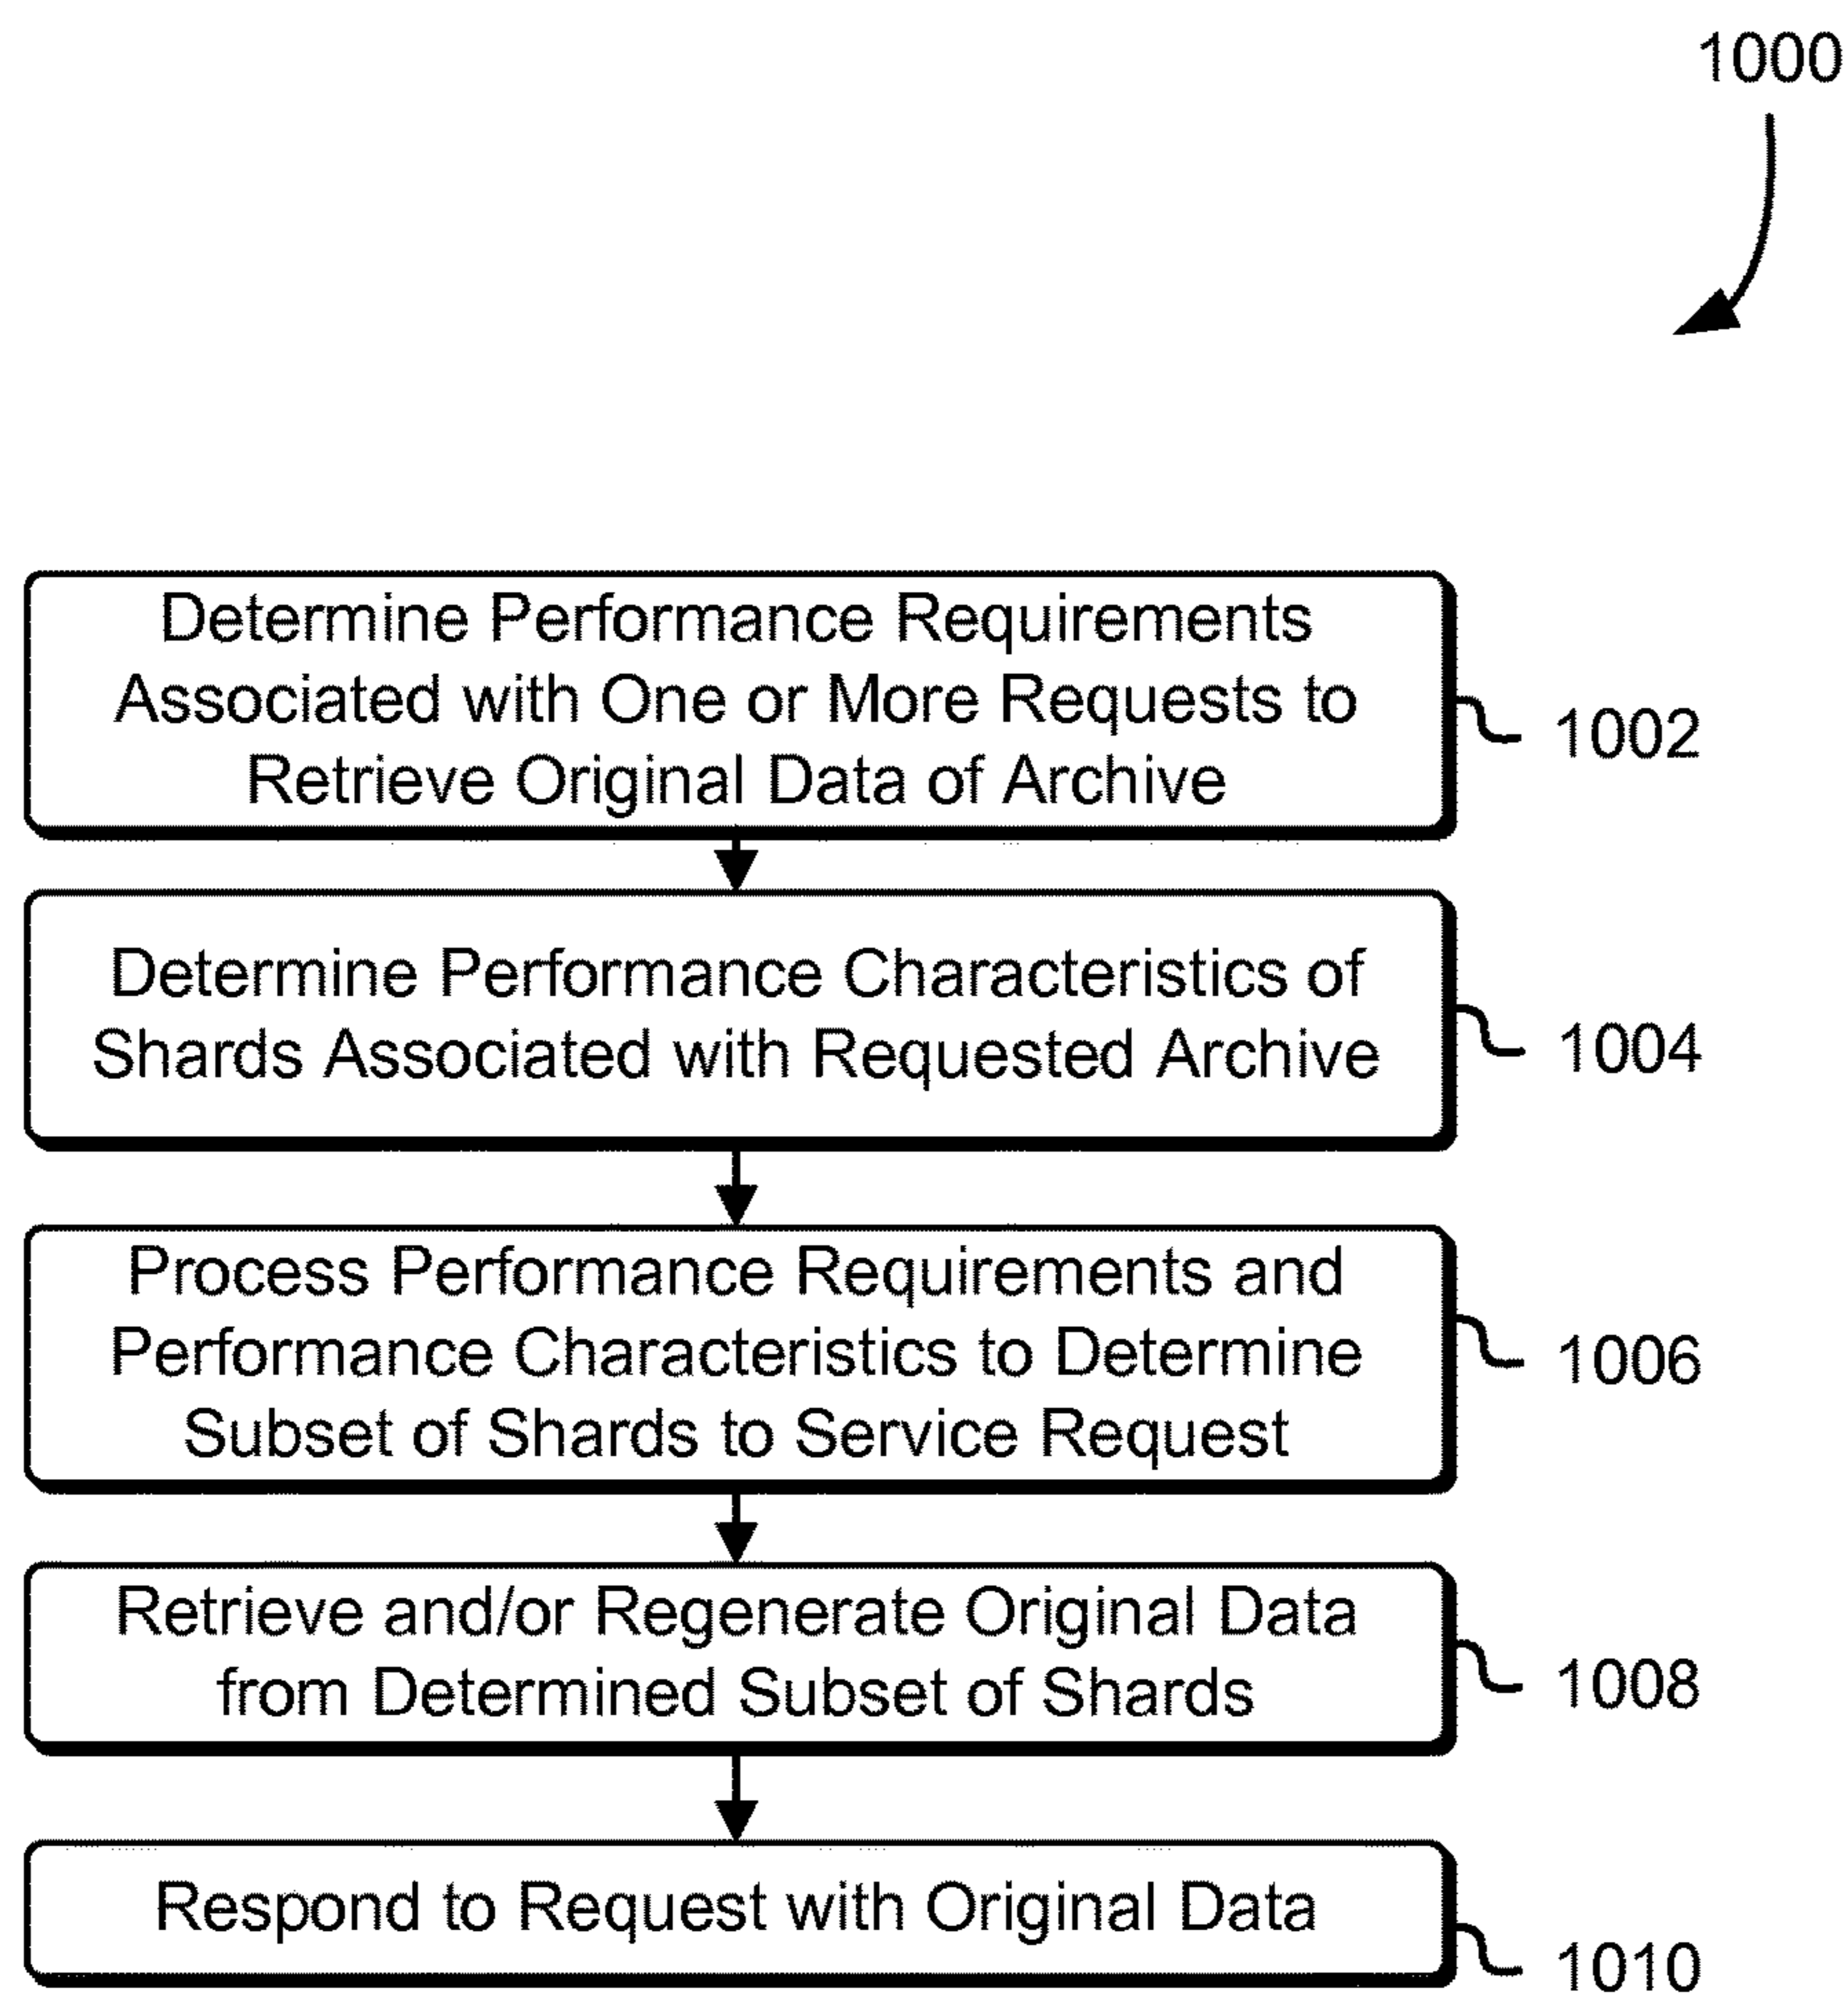 1000
Determine Performance Requirements
Associated with One or More Requests to
Retrieve Original Data of Archive
1002
Determine Performance Characteristics of
Shards Associated with Requested Archive
1004
Process Performance Requirements and
Performance Characteristics to Determine
Subset of Shards to Service Request
1006
Retrieve and/or Regenerate Original Data
from Determined Subset of Shards
1008
Respond to Request with Original Data
1010